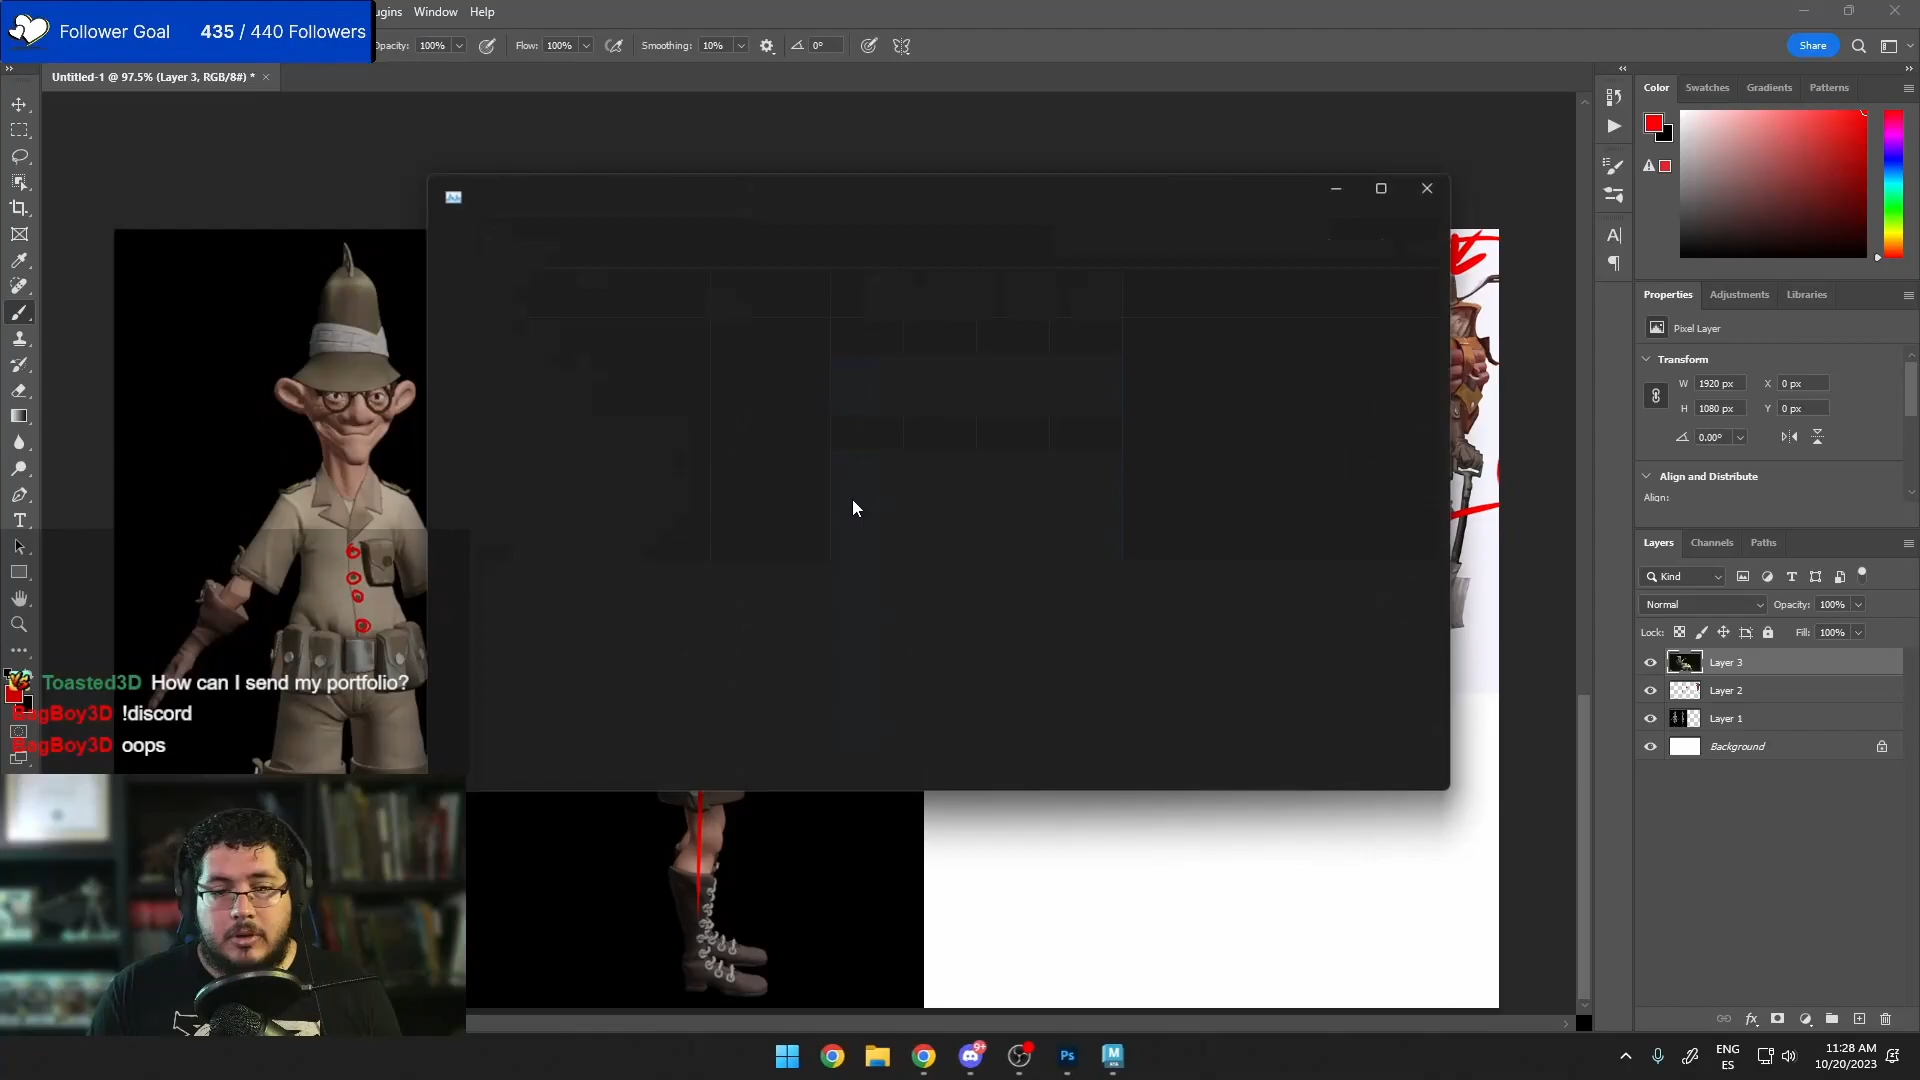 Follower Goal 435 / 440 Followers
ugins Window Help
Opacity: 100% Flow: 100% Smoothing: 10% 0°
Share
Untitled-1 @ 97.5% (Layer 3, RGB/8#) *
Color Swatches Gradients Patterns
Properties Adjustments Libraries
Pixel Layer
Transform
W 1920 px X 0 px
H 1080 px Y 0 px
0.00°
Align and Distribute
Align:
Layers Channels Paths
Kind
Normal Opacity: 100%
Lock: Fill: 100%
Layer 3
Layer 2
Layer 1
Background
Toasted3D How can I send my portfolio?
BagBoy3D !discord
BagBoy3D oops
9+
Ps
M
ENG
ES
11:28 AM
10/20/2023